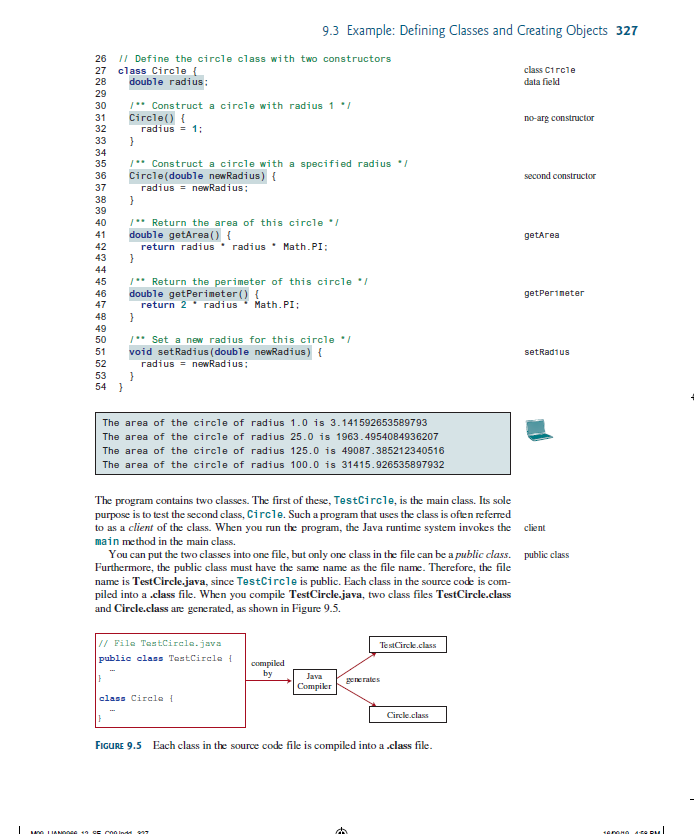 9.3 Example: Defining Classes and Creating Objects 327
26 // Define the circle class with two constructors
27 class Circle { class Circle
28 double radius; data field
29
30 /** Construct a circle with radius 1 */
31 Circle() { no-arg constructor
32 radius = 1;
33 }
34
35 /** Construct a circle with a specified radius */
36 Circle(double newRadius) { second constructor
37 radius = newRadius;
38 }
39
40 /** Return the area of this circle */
41 double getArea() { getArea
42 return radius * radius * Math.PI;
43 }
44
45 /** Return the perimeter of this circle */
46 double getPerimeter() { getPerimeter
47 return 2 * radius * Math.PI;
48 }
49
50 /** Set a new radius for this circle */
51 void setRadius(double newRadius) { setRadius
52 radius = newRadius;
53 }
54 }
The area of the circle of radius 1.0 is 3.141592653589793
The area of the circle of radius 25.0 is 1963.4954084936207
The area of the circle of radius 125.0 is 49087.385212340516
The area of the circle of radius 100.0 is 31415.926535897932
The program contains two classes. The first of these, TestCircle, is the main class. Its sole
purpose is to test the second class, Circle. Such a program that uses the class is often referred
to as a client of the class. When you run the program, the Java runtime system invokes the client
main method in the main class.
You can put the two classes into one file, but only one class in the file can be a public class. public class
Furthermore, the public class must have the same name as the file name. Therefore, the file
name is TestCircle.java, since TestCircle is public. Each class in the source code is com-
piled into a .class file. When you compile TestCircle.java, two class files TestCircle.class
and Circle.class are generated, as shown in Figure 9.5.
// File TestCircle.java
public class TestCircle {
…
}
class Circle {
…
}
compiled
by
Java
Compiler
generates
TestCircle.class
Circle.class
FIGURE 9.5 Each class in the source code file is compiled into a .class file.